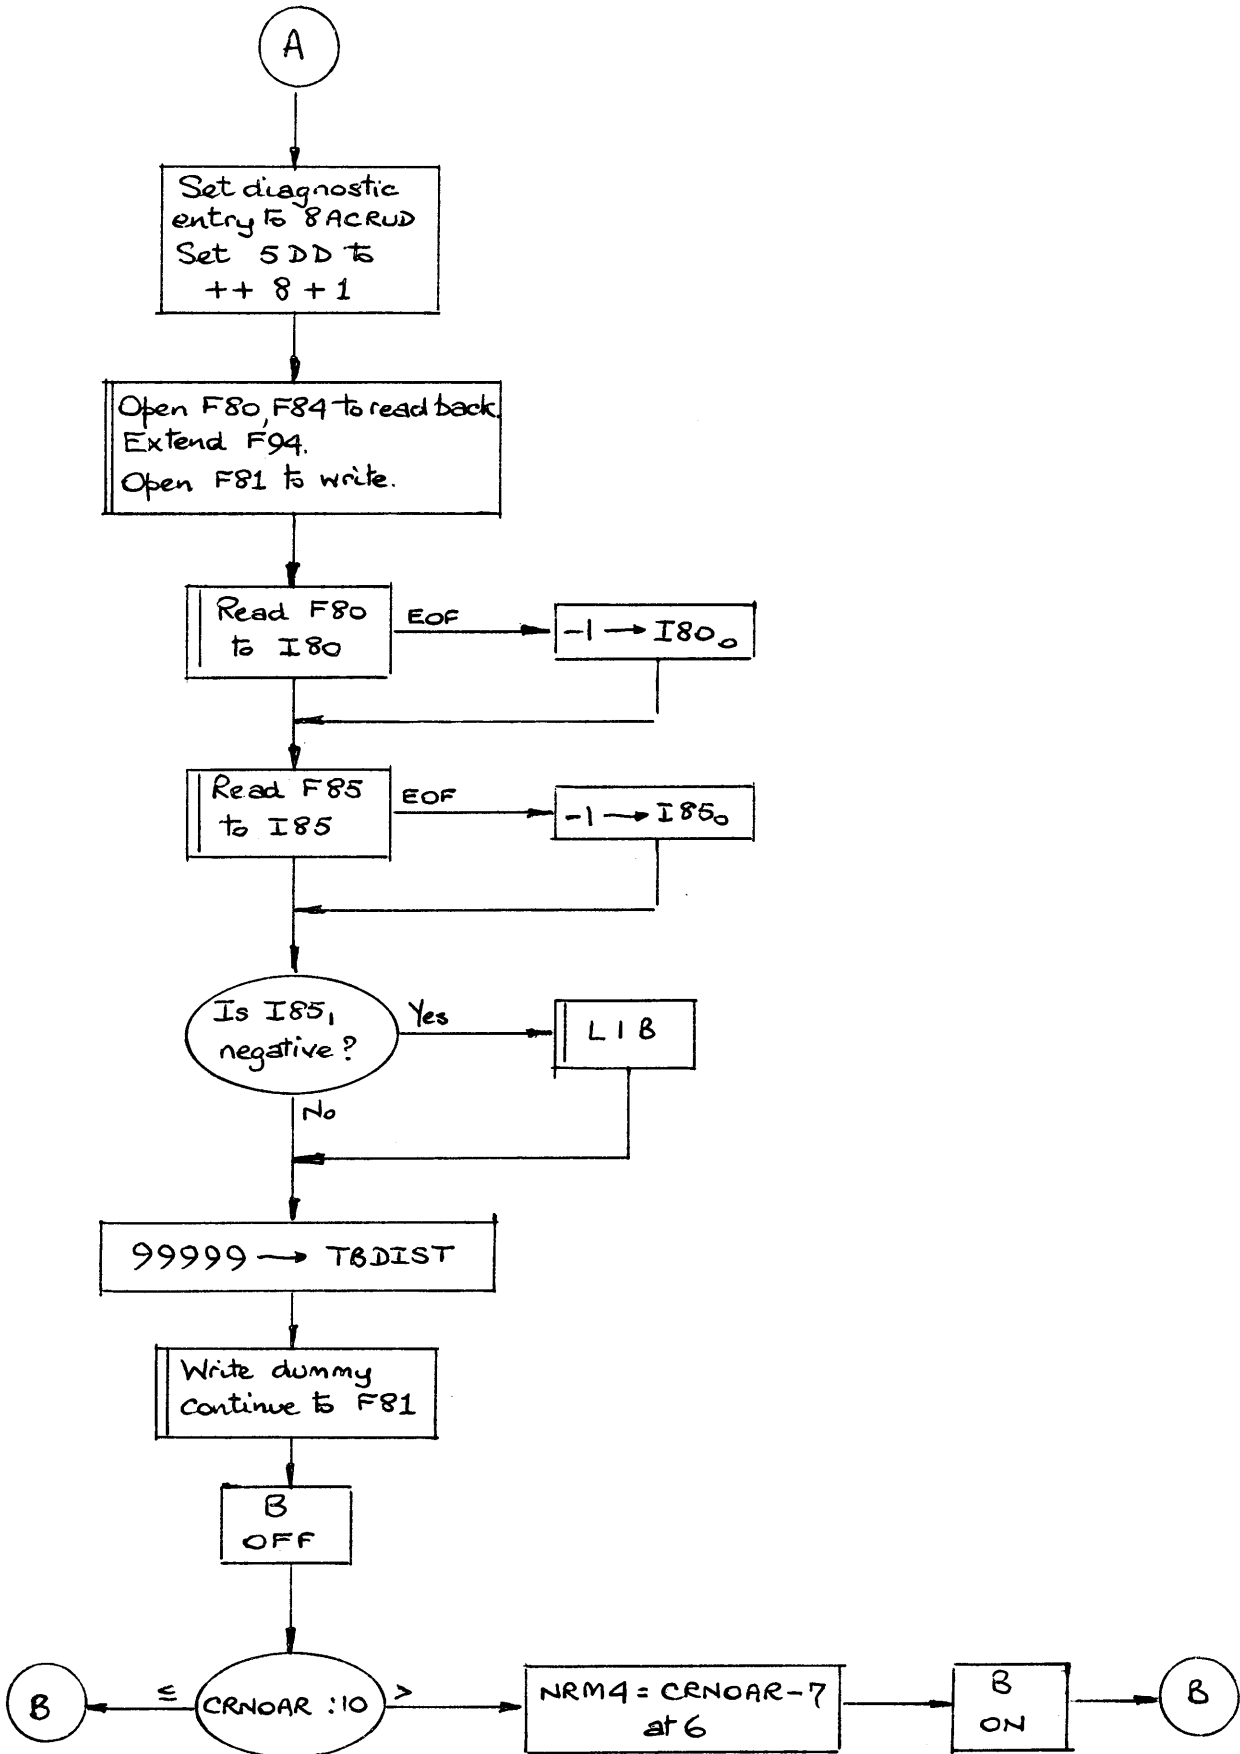 A
Set diagnostic
entry to 8ACRUD
Set 5DD to
++ 8 + 1
Open F80, F84 to read back.
Extend F94.
Open F81 to write.
Read F80
to I80
EOF
-1 → I80₀
Read F85
to I85
EOF
-1 → I85₀
Is I85₁
negative?
Yes
L1B
No
99999 → TBDIST
Write dummy
continue to F81
B
OFF
B
≤
CRNOAR :10
>
NRM4 = CRNOAR-7
at 6
B
ON
B